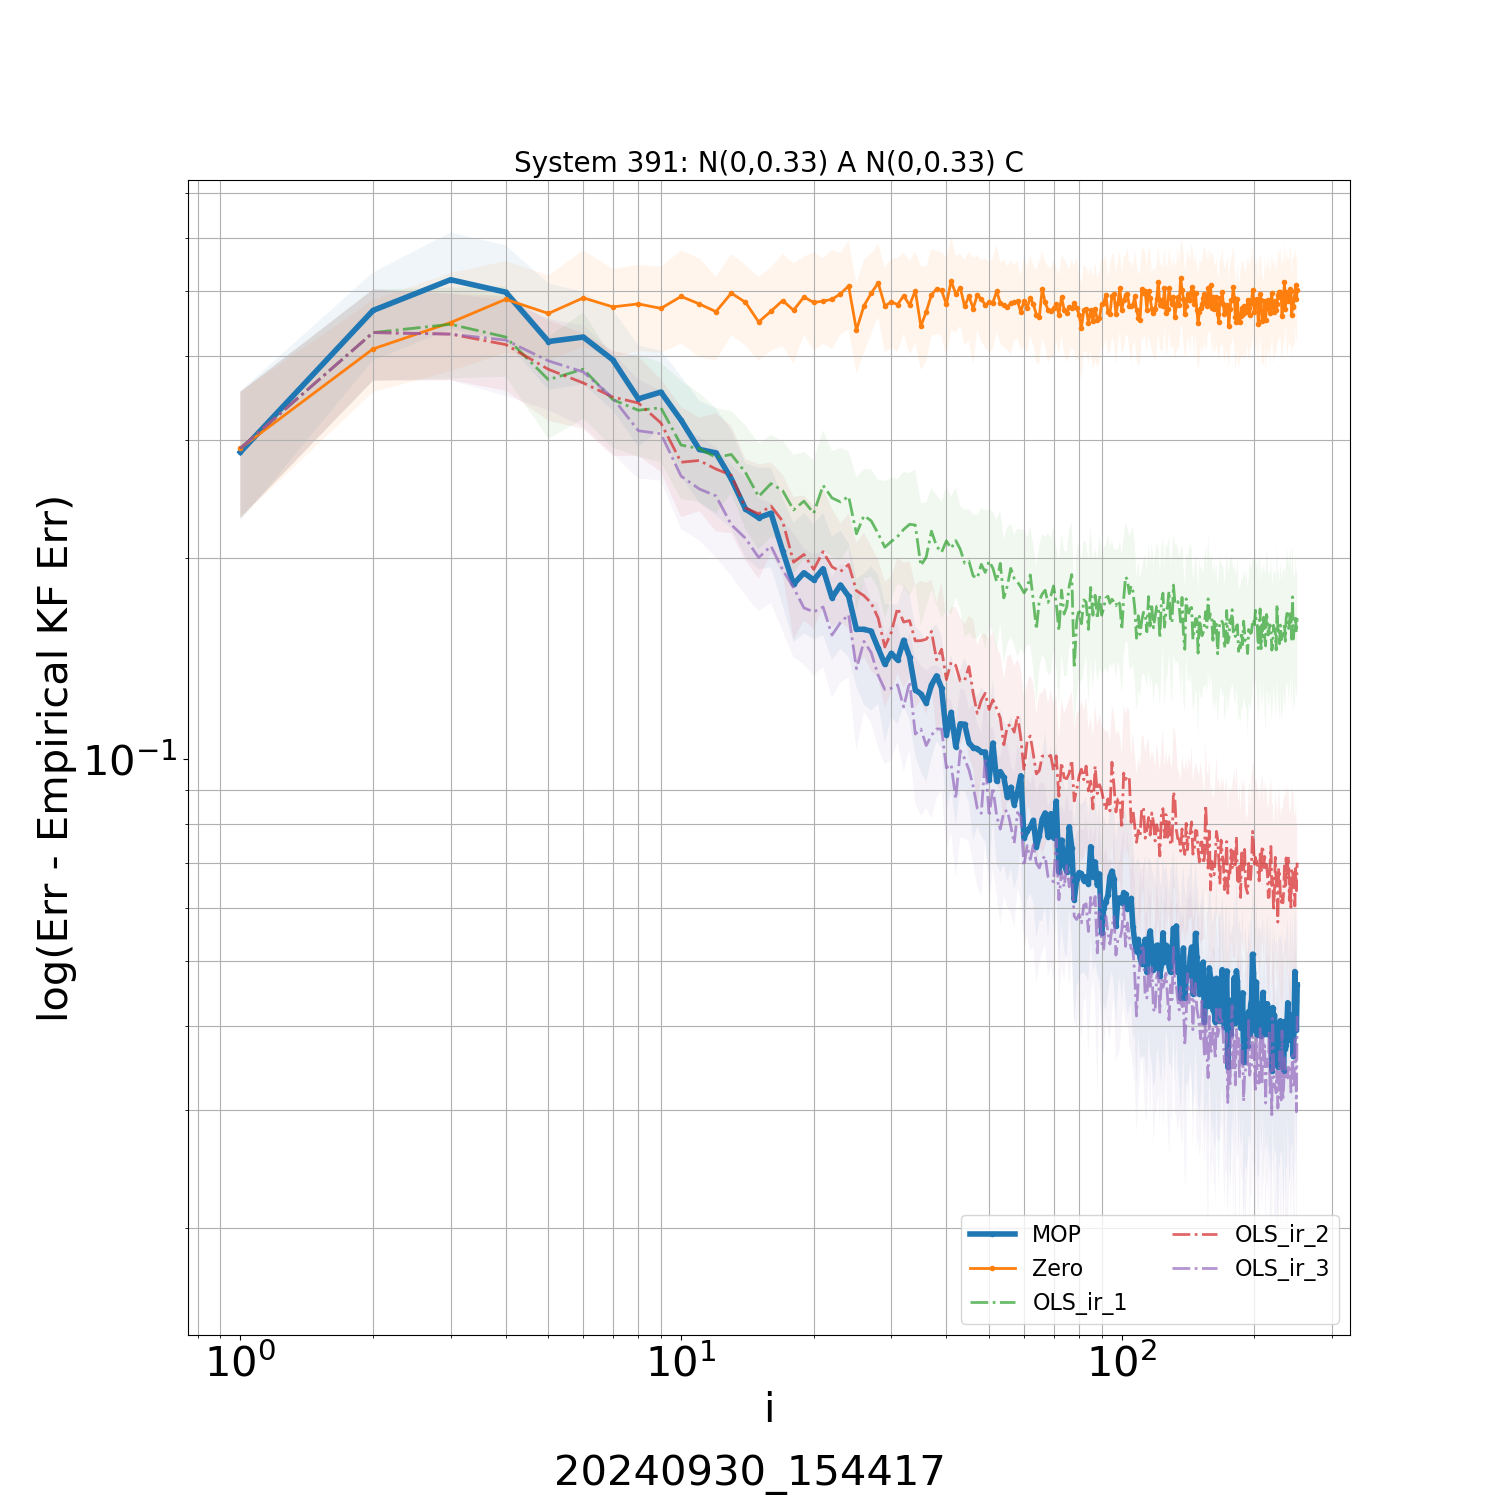 System 391: N(0,0.33) A N(0,0.33) C
log(Err - Empirical KF Err)
10⁻¹
MOP
Zero
OLS_ir_1
OLS_ir_2
OLS_ir_3
10⁰ 10¹ 10²
i
20240930_154417